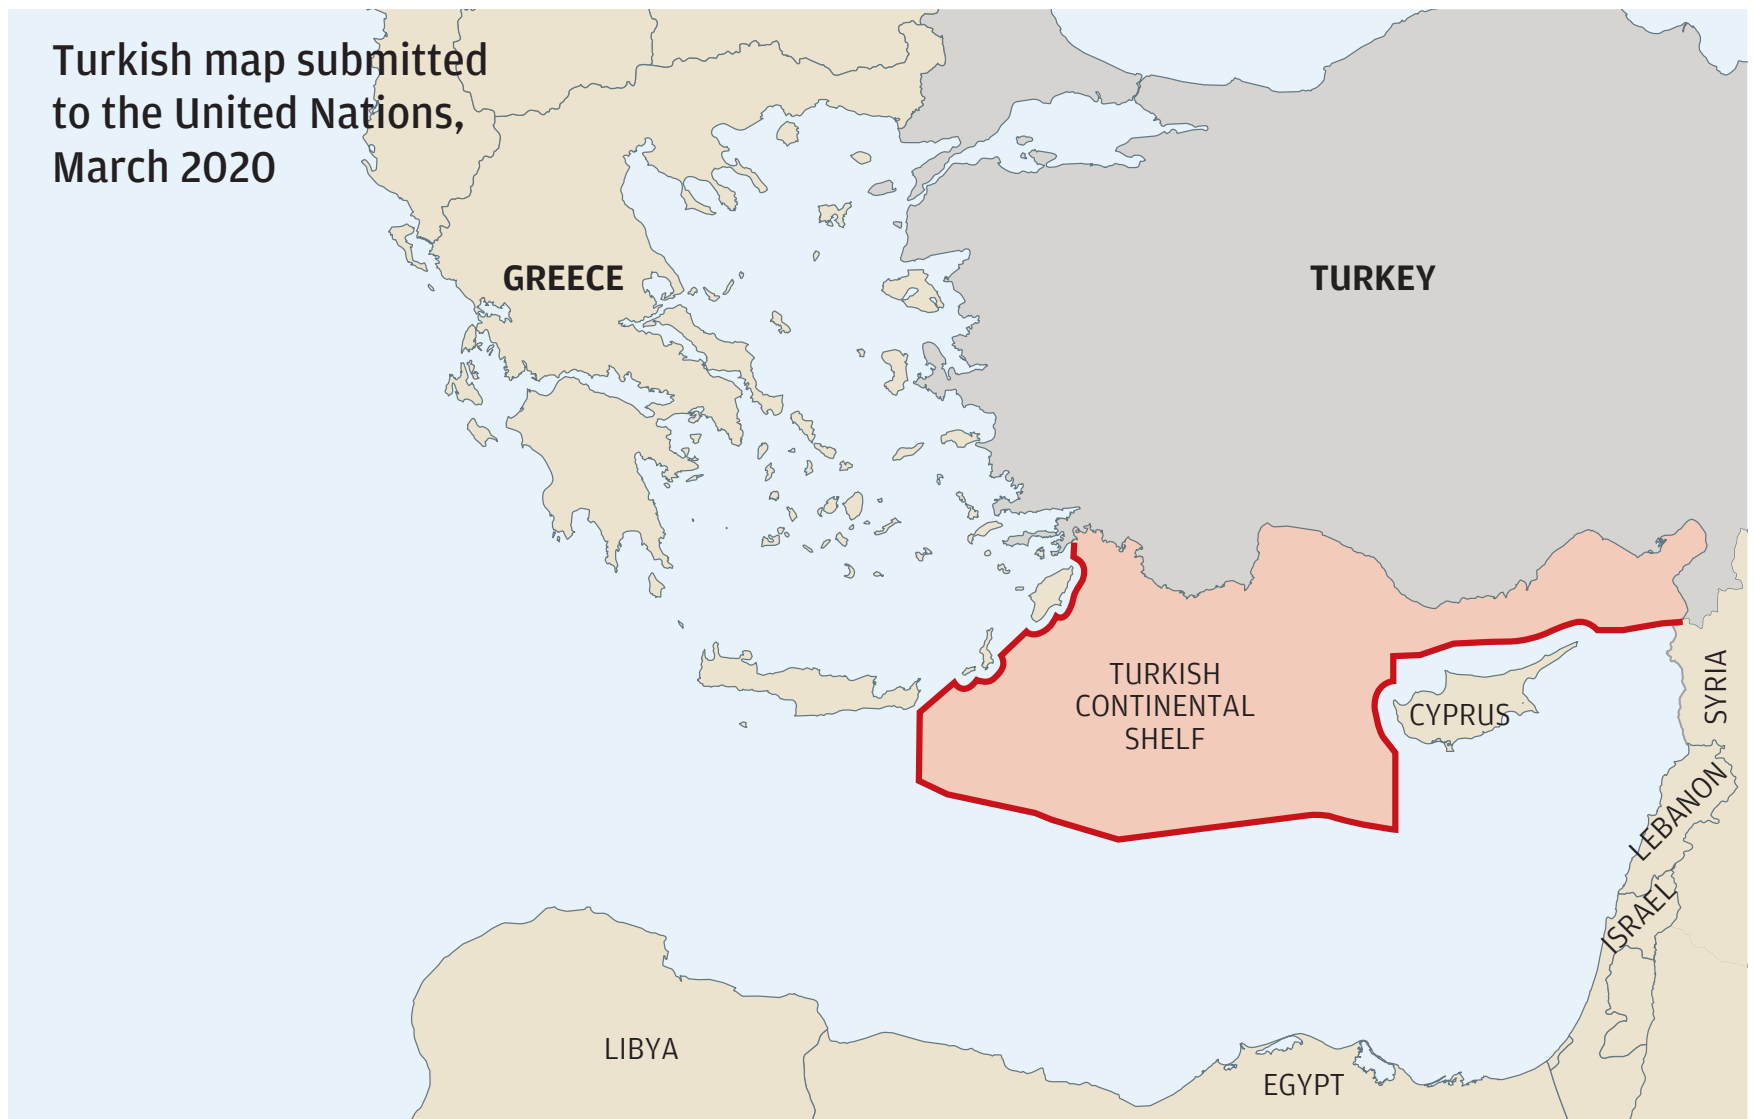 Turkish map submitted
to the United Nations,
March 2020
GREECE
TURKEY
TURKISH
CONTINENTAL
SHELF
CYPRUS
SYRIA
LEBANON
ISRAEL
LIBYA
EGYPT